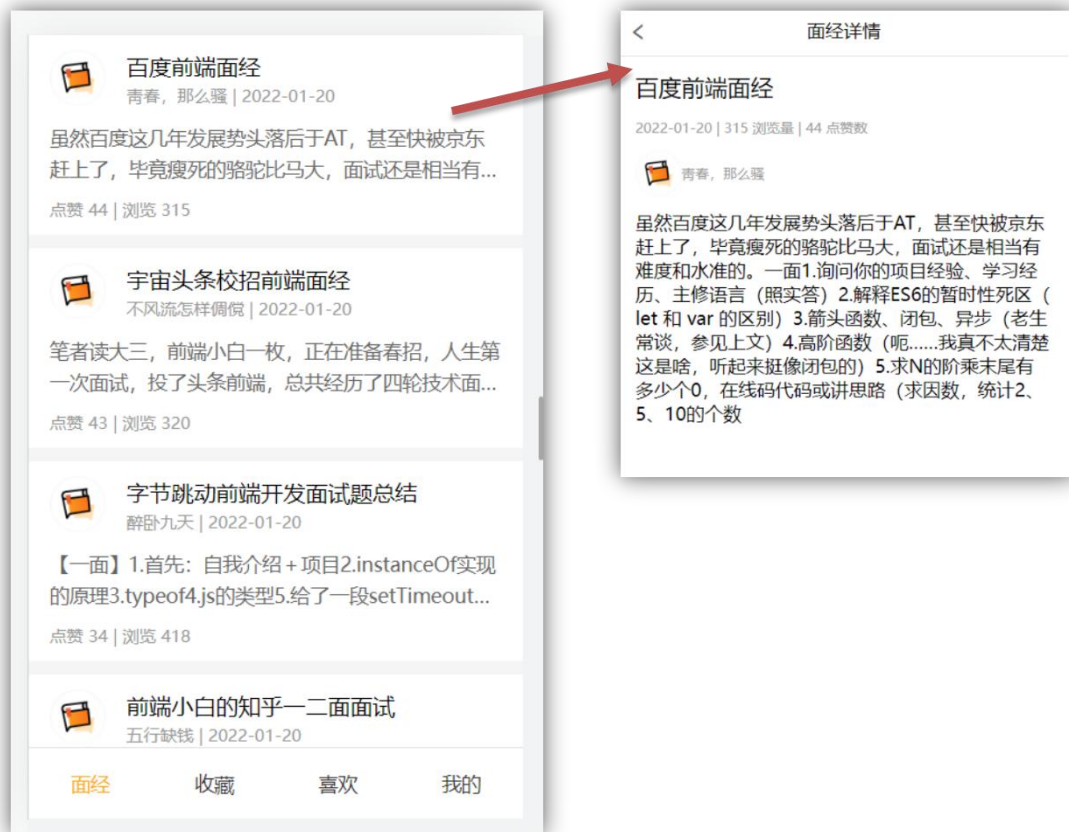 百度前端面经
青春，那么骚 | 2022-01-20
虽然百度这几年发展势头落后于AT，甚至快被京东
赶上了，毕竟瘦死的骆驼比马大，面试还是相当有...
点赞 44 | 浏览 315
宇宙头条校招前端面经
不风流怎样倜傥 | 2022-01-20
笔者读大三，前端小白一枚，正在准备春招，人生第
一次面试，投了头条前端，总共经历了四轮技术面...
点赞 43 | 浏览 320
字节跳动前端开发面试题总结
醉卧九天 | 2022-01-20
【一面】1.首先：自我介绍 + 项目2.instanceOf实现
的原理3.typeof4.js的类型5.给了一段setTimeout...
点赞 34 | 浏览 418
前端小白的知乎一二面面试
五行缺钱 | 2022-01-20
面经 收藏 喜欢 我的
面经详情
百度前端面经
2022-01-20 | 315 浏览量 | 44 点赞数
青春，那么骚
虽然百度这几年发展势头落后于AT，甚至快被京东
赶上了，毕竟瘦死的骆驼比马大，面试还是相当有
难度和水准的。一面1.询问你的项目经验、学习经
历、主修语言（照实答）2.解释ES6的暂时性死区（
let 和 var 的区别）3.箭头函数、闭包、异步（老生
常谈，参见上文）4.高阶函数（呃……我真不太清楚
这是啥，听起来挺像闭包的）5.求N的阶乘末尾有
多少个0，在线码代码或讲思路（求因数，统计2、
5、10的个数